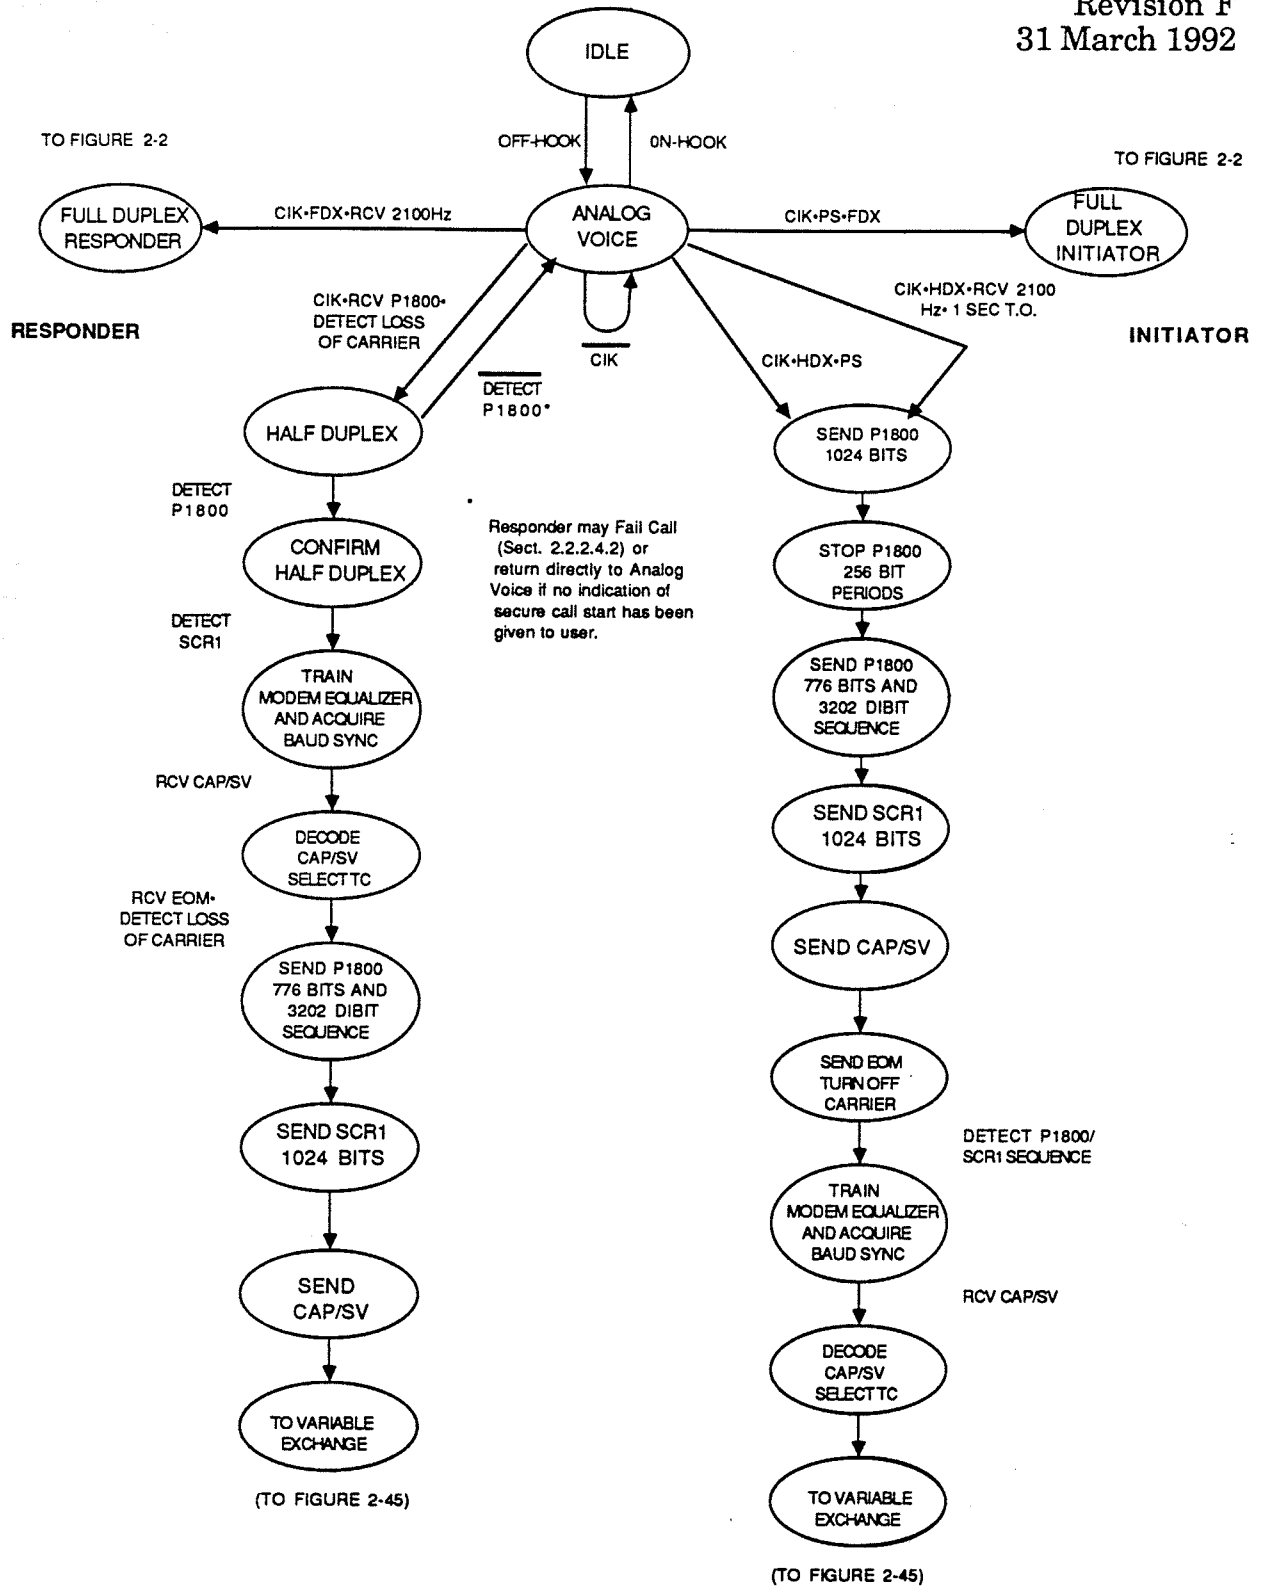 Revision F
31 March 1992
IDLE
OFF-HOOK
0N-HOOK
TO FIGURE 2-2
TO FIGURE 2-2
FULL DUPLEX
RESPONDER
CIK•FDX•RCV 2100Hz
ANALOG
VOICE
CIK•PS•FDX
FULL
DUPLEX
INITIATOR
RESPONDER
CIK•RCV P1800•
DETECT LOSS
OF CARRIER
CIK
CIK•HDX•RCV 2100
Hz• 1 SEC T.O.
INITIATOR
DETECT
P1800*
CIK•HDX•PS
HALF DUPLEX
DETECT
P1800
CONFIRM
HALF DUPLEX
DETECT
SCR1
TRAIN
MODEM EQUALIZER
AND ACQUIRE
BAUD SYNC
RCV CAP/SV
DECODE
CAP/SV
SELECT TC
RCV EOM•
DETECT LOSS
OF CARRIER
SEND P1800
776 BITS AND
3202 DIBIT
SEQUENCE
SEND SCR1
1024 BITS
SEND
CAP/SV
TO VARIABLE
EXCHANGE
(TO FIGURE 2-45)
Responder may Fail Call
(Sect. 2.2.2.4.2) or
return directly to Analog
Voice if no indication of
secure call start has been
given to user.
SEND P1800
1024 BITS
STOP P1800
256 BIT
PERIODS
SEND P1800
776 BITS AND
3202 DIBIT
SEQUENCE
SEND SCR1
1024 BITS
SEND CAP/SV
SEND EOM
TURN OFF
CARRIER
DETECT P1800/
SCR1 SEQUENCE
TRAIN
MODEM EQUALIZER
AND ACQUIRE
BAUD SYNC
RCV CAP/SV
DECODE
CAP/SV
SELECT TC
TO VARIABLE
EXCHANGE
(TO FIGURE 2-45)